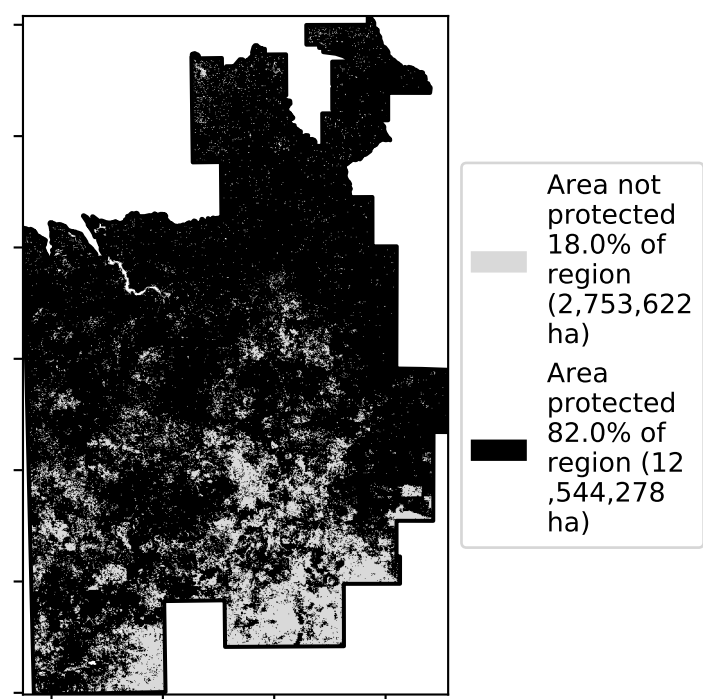 Area not
protected
18.0% of
region
(2,753,622
ha)
Area
protected
82.0% of
region (12
,544,278
ha)